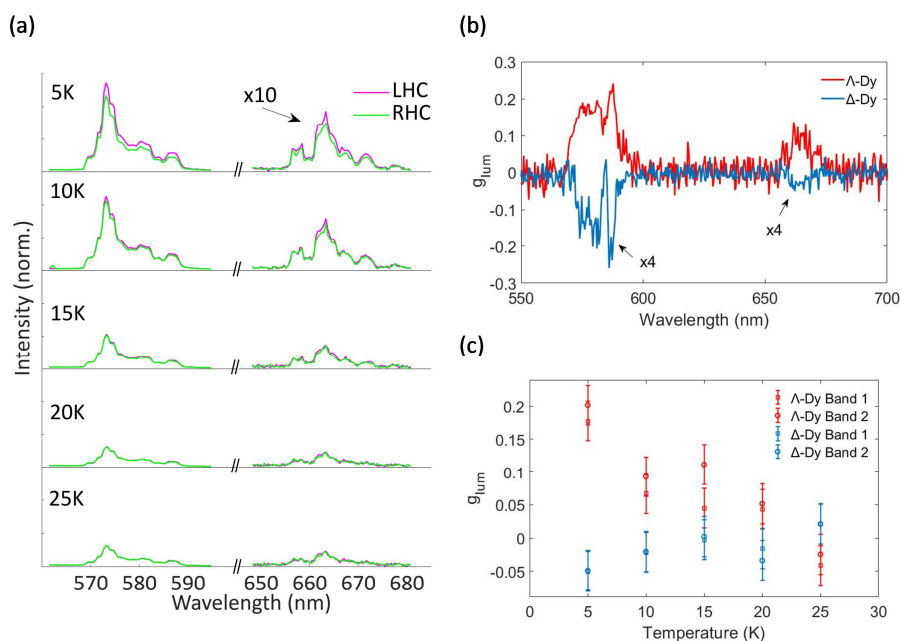 (a)
5K
x10
LHC
RHC
10K
15K
20K
25K
Intensity (norm.)
570 580 590 // 650 660 670 680
Wavelength (nm)
(b)
0.3
0.2
0.1
0
-0.1
-0.2
-0.3
Λ-Dy
Δ-Dy
x4
x4
g_lum
550 600 650 700
Wavelength (nm)
(c)
0.2
0.15
0.1
0.05
0
-0.05
Λ-Dy Band 1
Λ-Dy Band 2
Δ-Dy Band 1
Δ-Dy Band 2
g_lum
0 5 10 15 20 25 30
Temperature (K)